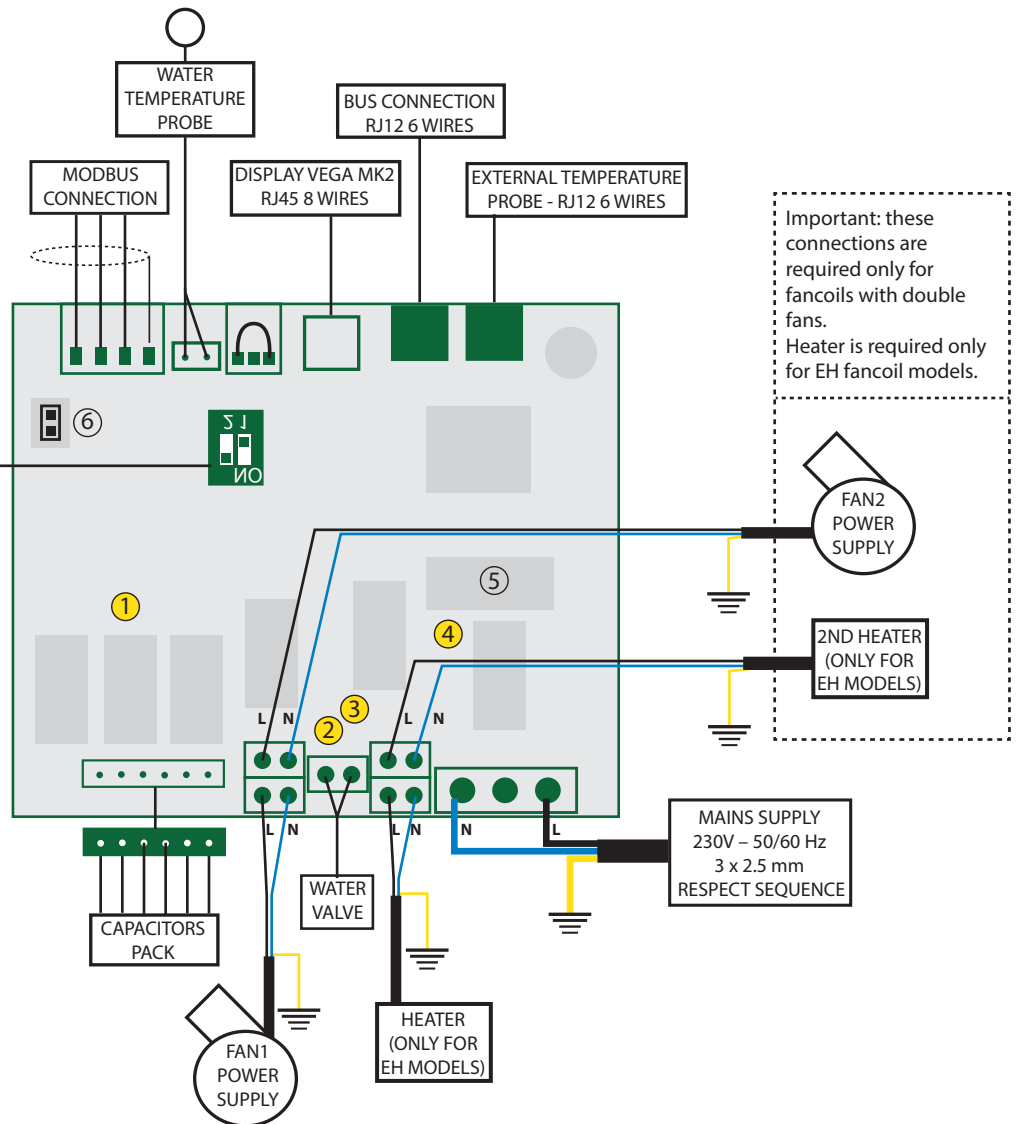 WATER
TEMPERATURE
PROBE
BUS CONNECTION
RJ12 6 WIRES
MODBUS
CONNECTION
DISPLAY VEGA MK2
RJ45 8 WIRES
EXTERNAL TEMPERATURE
PROBE - RJ12 6 WIRES
Important: these
connections are
required only for
fancoils with double
fans.
Heater is required only
for EH fancoil models.
6
1 2
ON
FAN2
POWER
SUPPLY
5
1
4
2ND HEATER
(ONLY FOR
EH MODELS)
3
2
L N
L N
L N
L N
N L
MAINS SUPPLY
230V – 50/60 Hz
3 x 2.5 mm
RESPECT SEQUENCE
WATER
VALVE
CAPACITORS
PACK
HEATER
(ONLY FOR
EH MODELS)
FAN1
POWER
SUPPLY